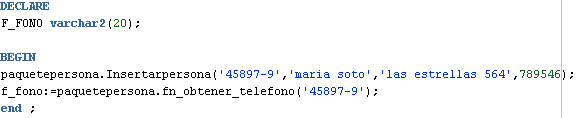 DECLARE
F_FONO varchar2(20);
BEGIN
paquetepersona.Insertarpersona('45897-9','maria soto','las estrellas 564',789546);
f_fono:=paquetepersona.fn_obtener_telefono('45897-9');
end ;